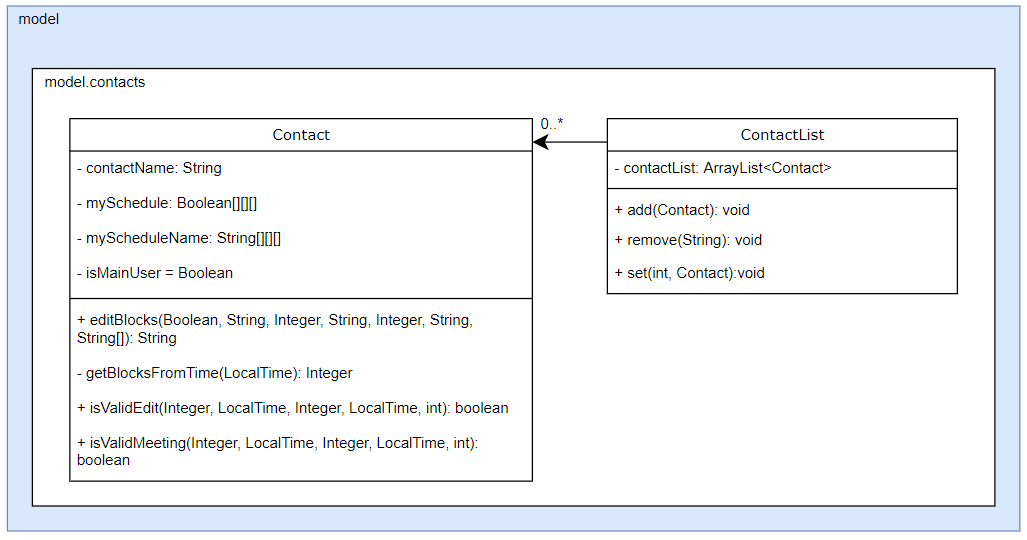 model
model.contacts
Contact
- contactName: String
- mySchedule: Boolean[][][]
- myScheduleName: String[][][]
- isMainUser = Boolean
+ editBlocks(Boolean, String, Integer, String, Integer, String,
String[]): String
- getBlocksFromTime(LocalTime): Integer
+ isValidEdit(Integer, LocalTime, Integer, LocalTime, int): boolean
+ isValidMeeting(Integer, LocalTime, Integer, LocalTime, int):
boolean
0..*
ContactList
- contactList: ArrayList<Contact>
+ add(Contact): void
+ remove(String): void
+ set(int, Contact):void